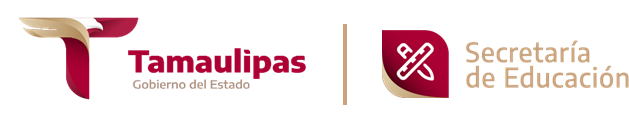 Tamaulipas
Gobierno del Estado
Secretaría
de Educación